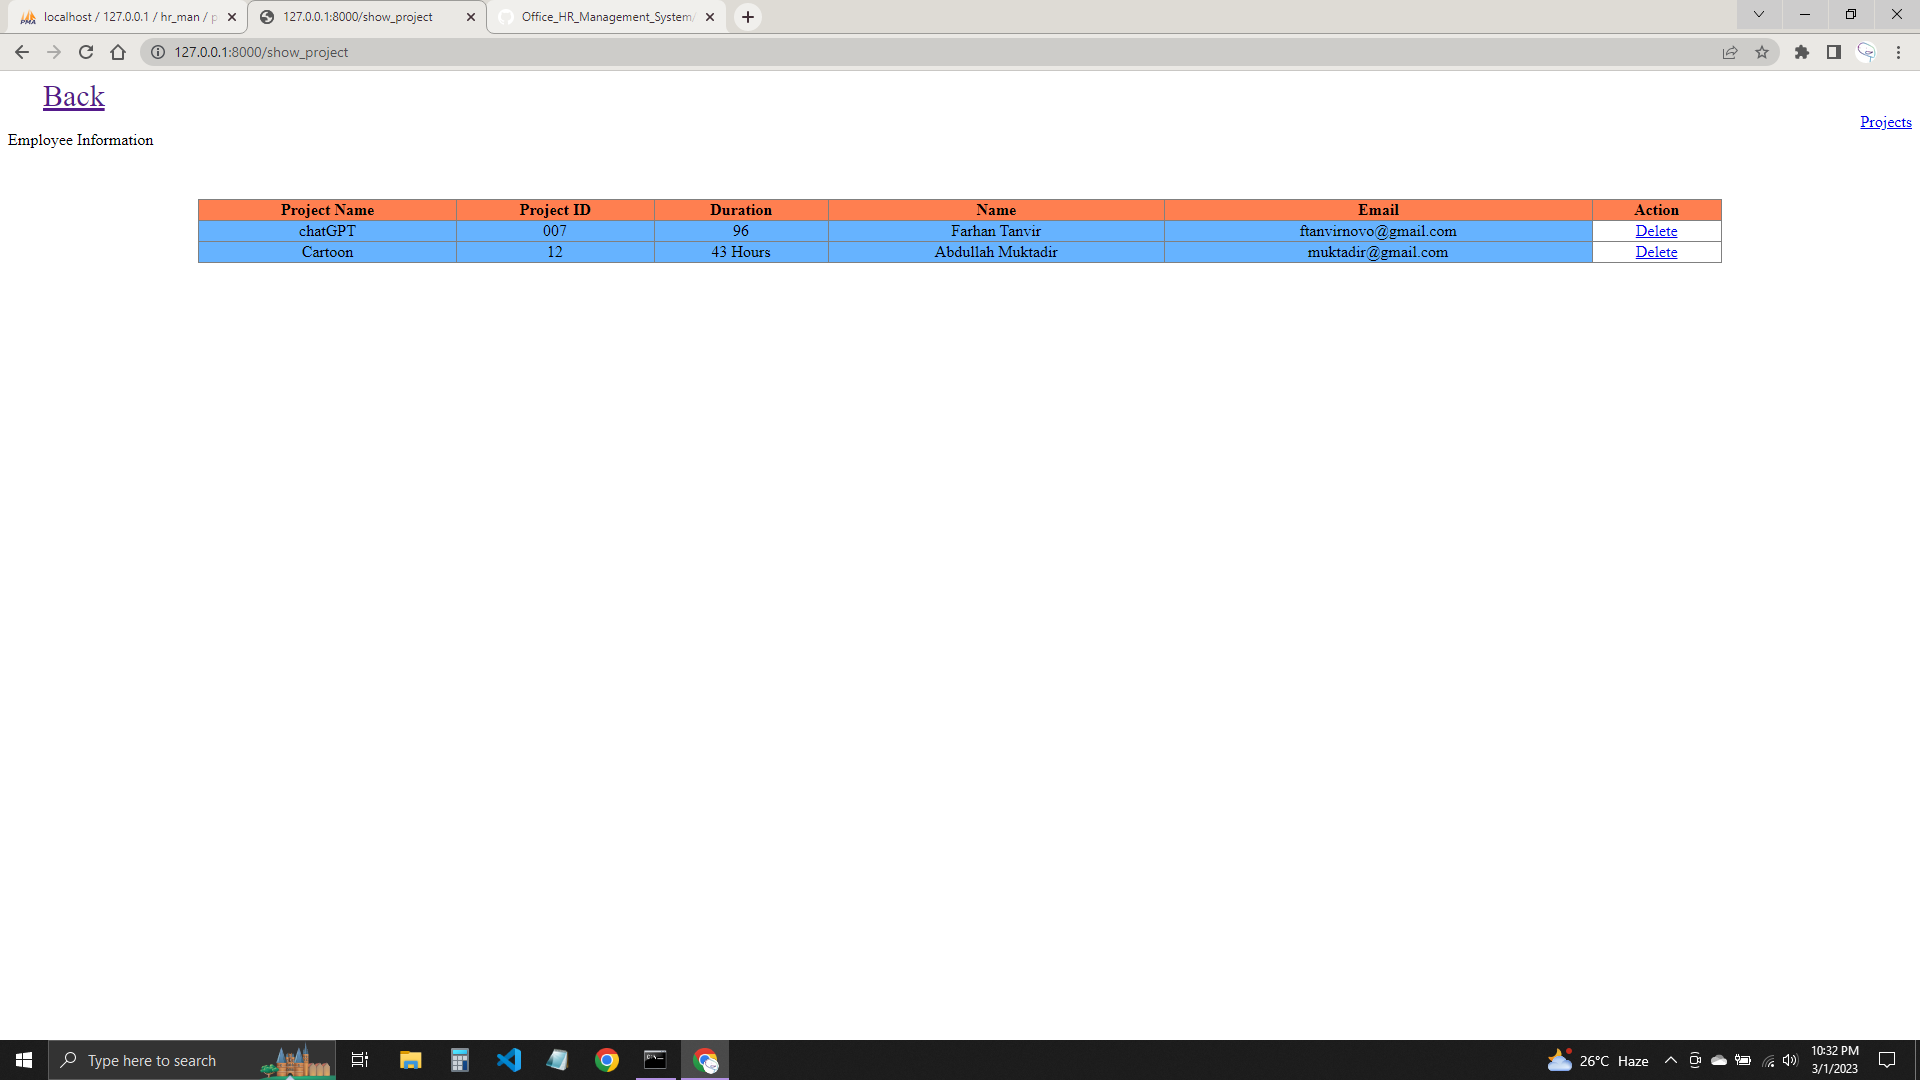 localhost / 127.0.0.1 / hr_man / p
127.0.0.1:8000/show_project
Office_HR_Management_System/
127.0.0.1:8000/show_project
Back
Projects
Employee Information
Project Name Project ID Duration Name Email Action
chatGPT 007 96 Farhan Tanvir ftanvirnovo@gmail.com Delete
Cartoon 12 43 Hours Abdullah Muktadir muktadir@gmail.com Delete
Type here to search
26°C Haze
10:32 PM
3/1/2023